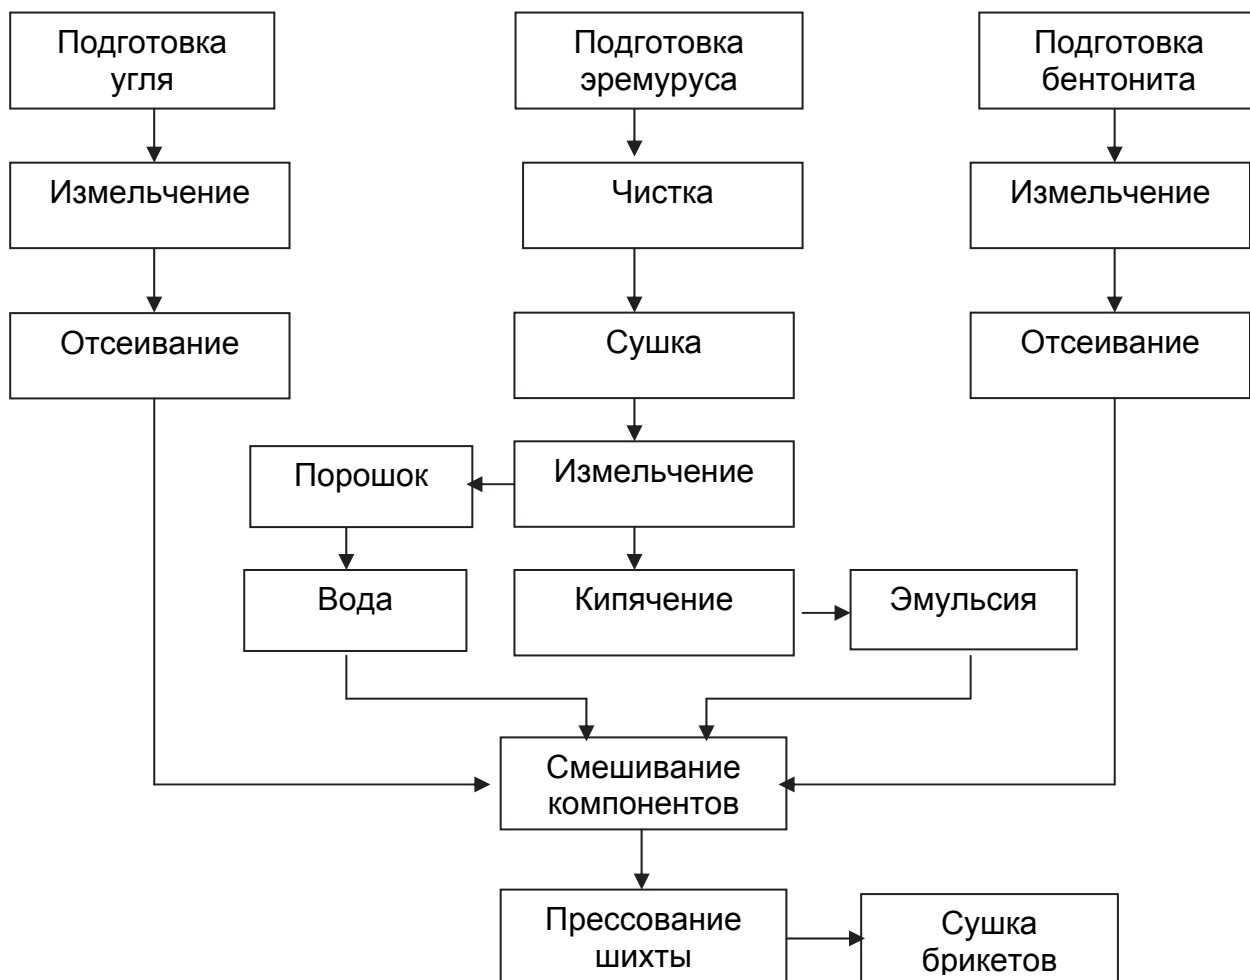 Подготовка
угля
Подготовка
эремуруса
Подготовка
бентонита
Измельчение
Чистка
Измельчение
Отсеивание
Сушка
Отсеивание
Порошок
Измельчение
Вода
Кипячение
Эмульсия
Смешивание
компонентов
Прессование
шихты
Сушка
брикетов